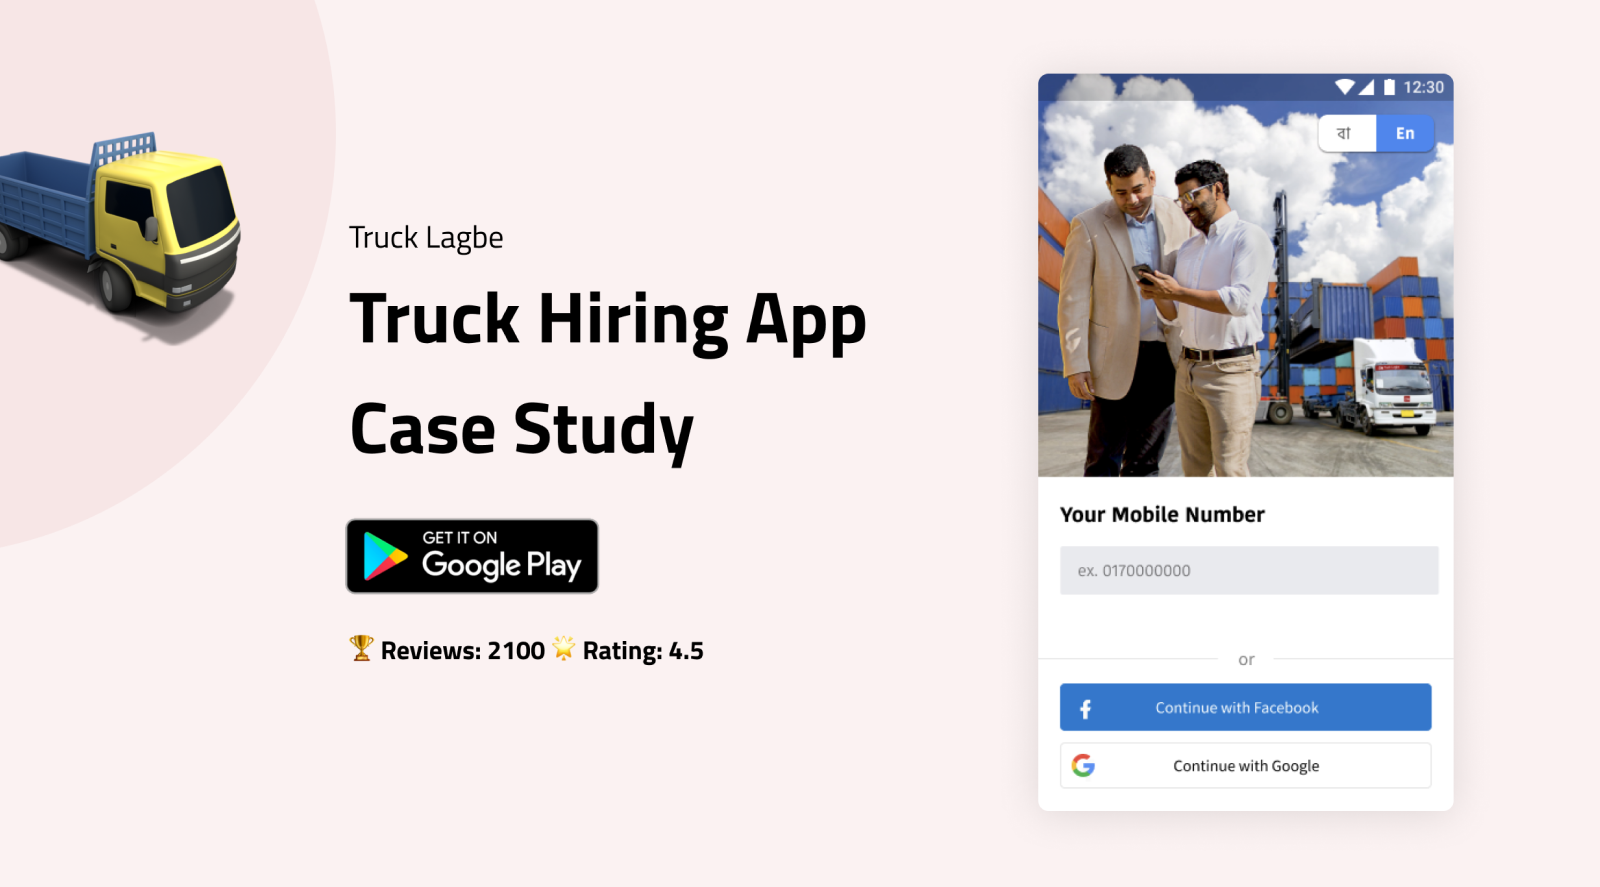 Truck Lagbe
Truck Hiring App
Case Study
GET IT ON
Google Play
Reviews: 2100 Rating: 4.5
12:30
বা En
Your Mobile Number
ex. 0170000000
or
Continue with Facebook
Continue with Google